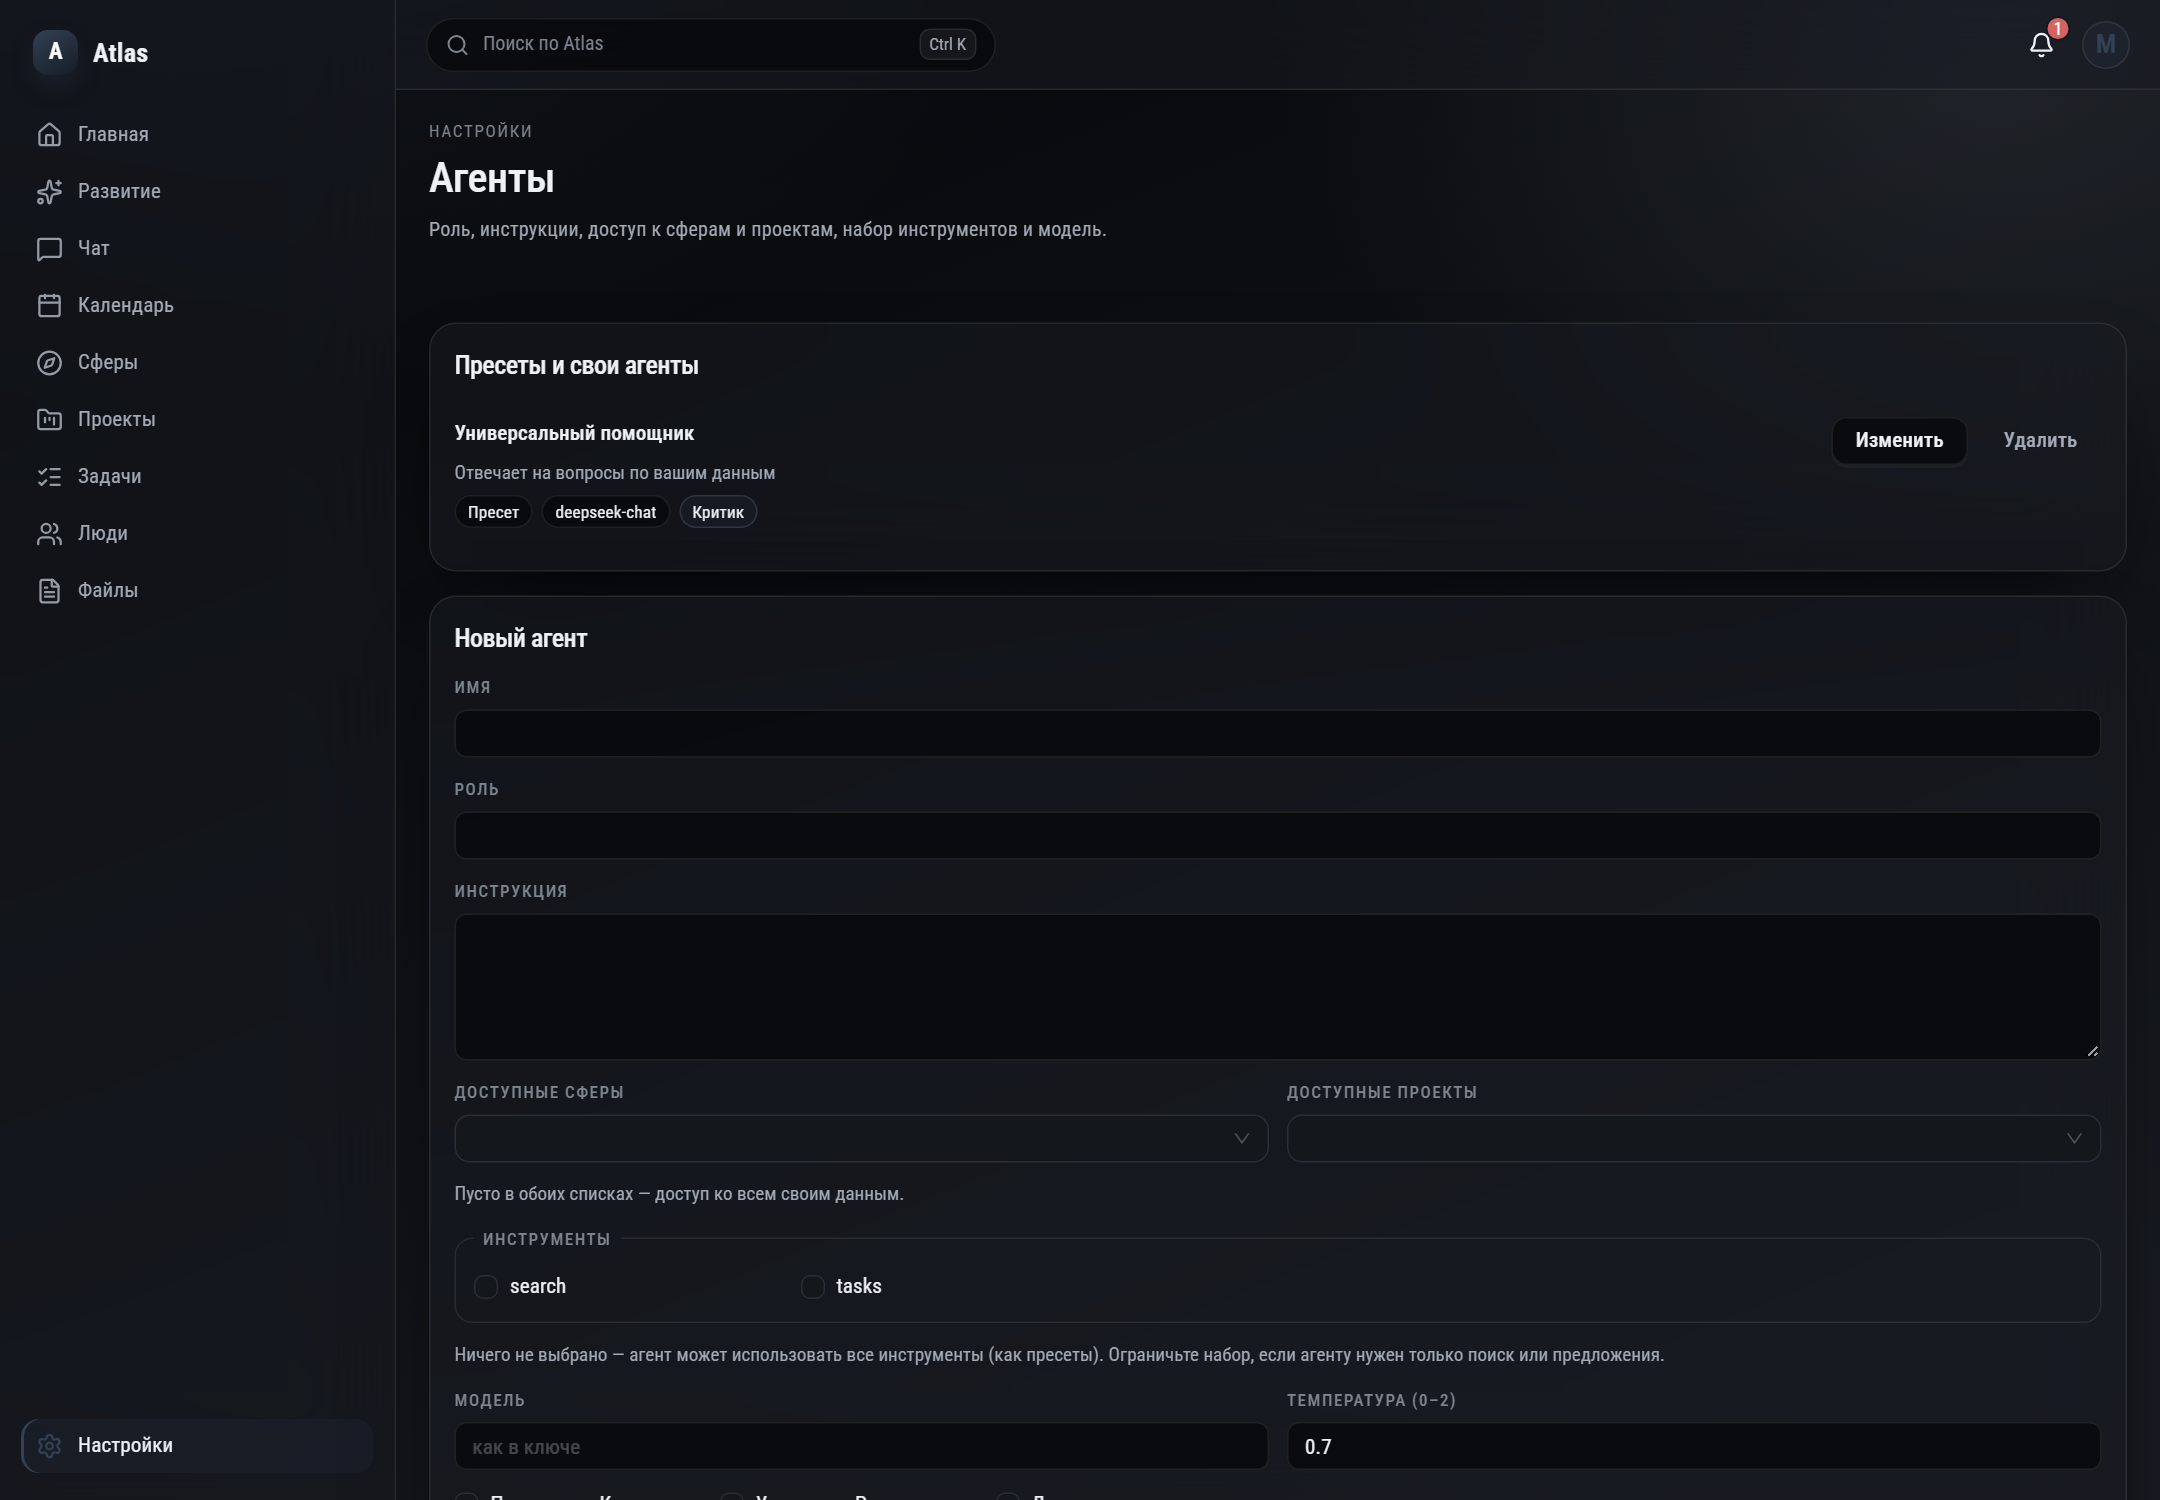 A Atlas
Поиск по Atlas
Ctrl K
1
M
Главная
Развитие
Чат
Календарь
Сферы
Проекты
Задачи
Люди
Файлы
Настройки
НАСТРОЙКИ
Агенты
Роль, инструкции, доступ к сферам и проектам, набор инструментов и модель.
Пресеты и свои агенты
Универсальный помощник
Отвечает на вопросы по вашим данным
Пресет deepseek-chat Критик
Изменить Удалить
Новый агент
ИМЯ
РОЛЬ
ИНСТРУКЦИЯ
ДОСТУПНЫЕ СФЕРЫ ДОСТУПНЫЕ ПРОЕКТЫ
Пусто в обоих списках — доступ ко всем своим данным.
ИНСТРУМЕНТЫ
search tasks
Ничего не выбрано — агент может использовать все инструменты (как пресеты). Ограничьте набор, если агенту нужен только поиск или предложения.
МОДЕЛЬ ТЕМПЕРАТУРА (0–2)
как в ключе 0.7